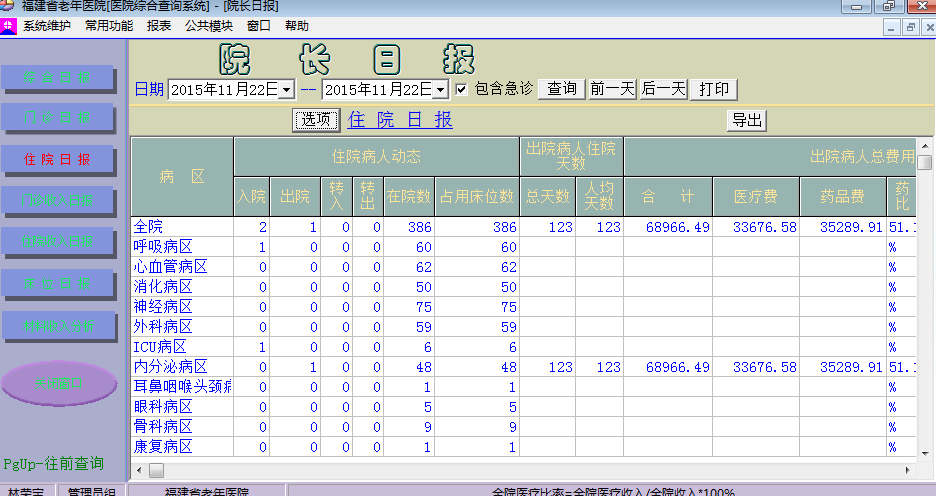 福建省老年医院[医院综合查询系统] - [院长日报]
系统维护 常用功能 报表 公共模块 窗口 帮助
院 长 日 报
日期 2015年11月22日 -- 2015年11月22日 包含急诊 查询 前一天 后一天 打印
选项 住 院 日 报 导出
住 院 日 报
关闭窗口
PgUp-往前查询
病 区 住院病人动态 出院病人住院天数 出院病人总费用
入院 出院 转入 转出 在院数 占用床位数 总天数 人均天数 合 计 医疗费 药品费 药比
全院 2 1 0 0 386 386 123 123 68966.49 33676.58 35289.91 51.1
呼吸病区 1 0 0 0 60 60 %
心血管病区 0 0 0 0 62 62 %
消化病区 0 0 0 0 50 50 %
神经病区 0 0 0 0 75 75 %
外科病区 0 0 0 0 59 59 %
ICU病区 1 0 0 0 6 6 %
内分泌病区 0 1 0 0 48 48 123 123 68966.49 33676.58 35289.91 51.1
耳鼻咽喉头颈病 0 0 0 0 1 1 %
眼科病区 0 0 0 0 5 5 %
骨科病区 0 0 0 0 9 9 %
康复病区 0 0 0 0 1 1 %
管理员组 福建省老年医院 全院医疗比率=全院医疗收入/全院收入*100%